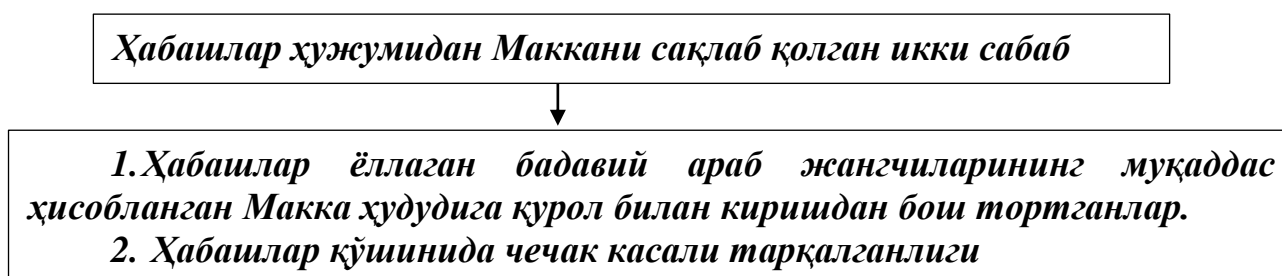 Ҳабашлар ҳужумидан Маккани сақлаб қолган икки сабаб
1.Ҳабашлар ёллаган бадавий араб жангчиларининг муқаддас
ҳисобланган Макка ҳудудига қурол билан киришдан бош тортганлар.
2. Ҳабашлар қўшинида чечак касали тарқалганлиги